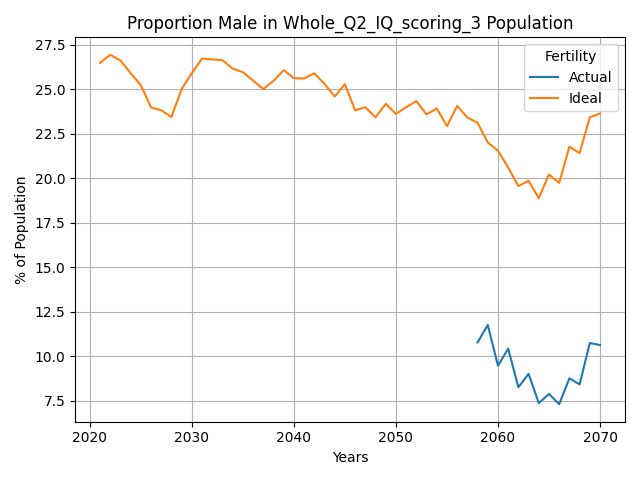 Proportion Male in Whole_Q2_IQ_scoring_3 Population
% of Population
27.5
25.0
22.5
20.0
17.5
15.0
12.5
10.0
7.5
Fertility
Actual
Ideal
2020
2030
2040
2050
2060
2070
Years